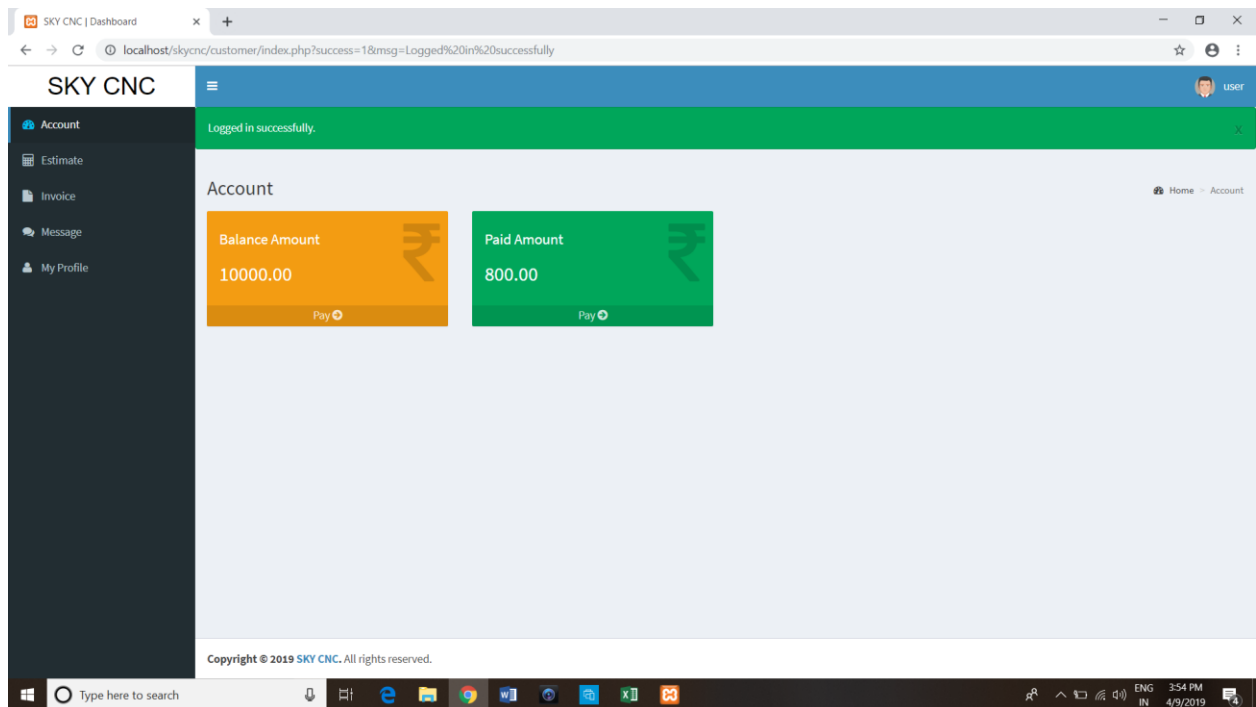 SKY CNC | Dashboard
localhost/skycnc/customer/index.php?success=1&msg=Logged%20in%20successfully
SKY CNC
user
Account
Logged in successfully.
x
Estimate
Invoice
Message
My Profile
Account
Home > Account
Balance Amount
₹
10000.00
Pay
Paid Amount
₹
800.00
Pay
Copyright © 2019 SKY CNC. All rights reserved.
Type here to search
ENG
IN
3:54 PM
4/9/2019
4